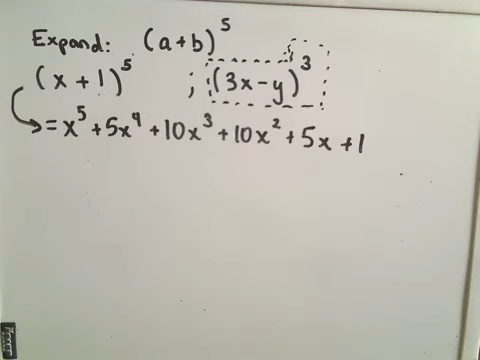 Expand: (a+b)^5
(x+1)^5 ; (3x-y)^3
= x^5 + 5x^4 + 10x^3 + 10x^2 + 5x + 1